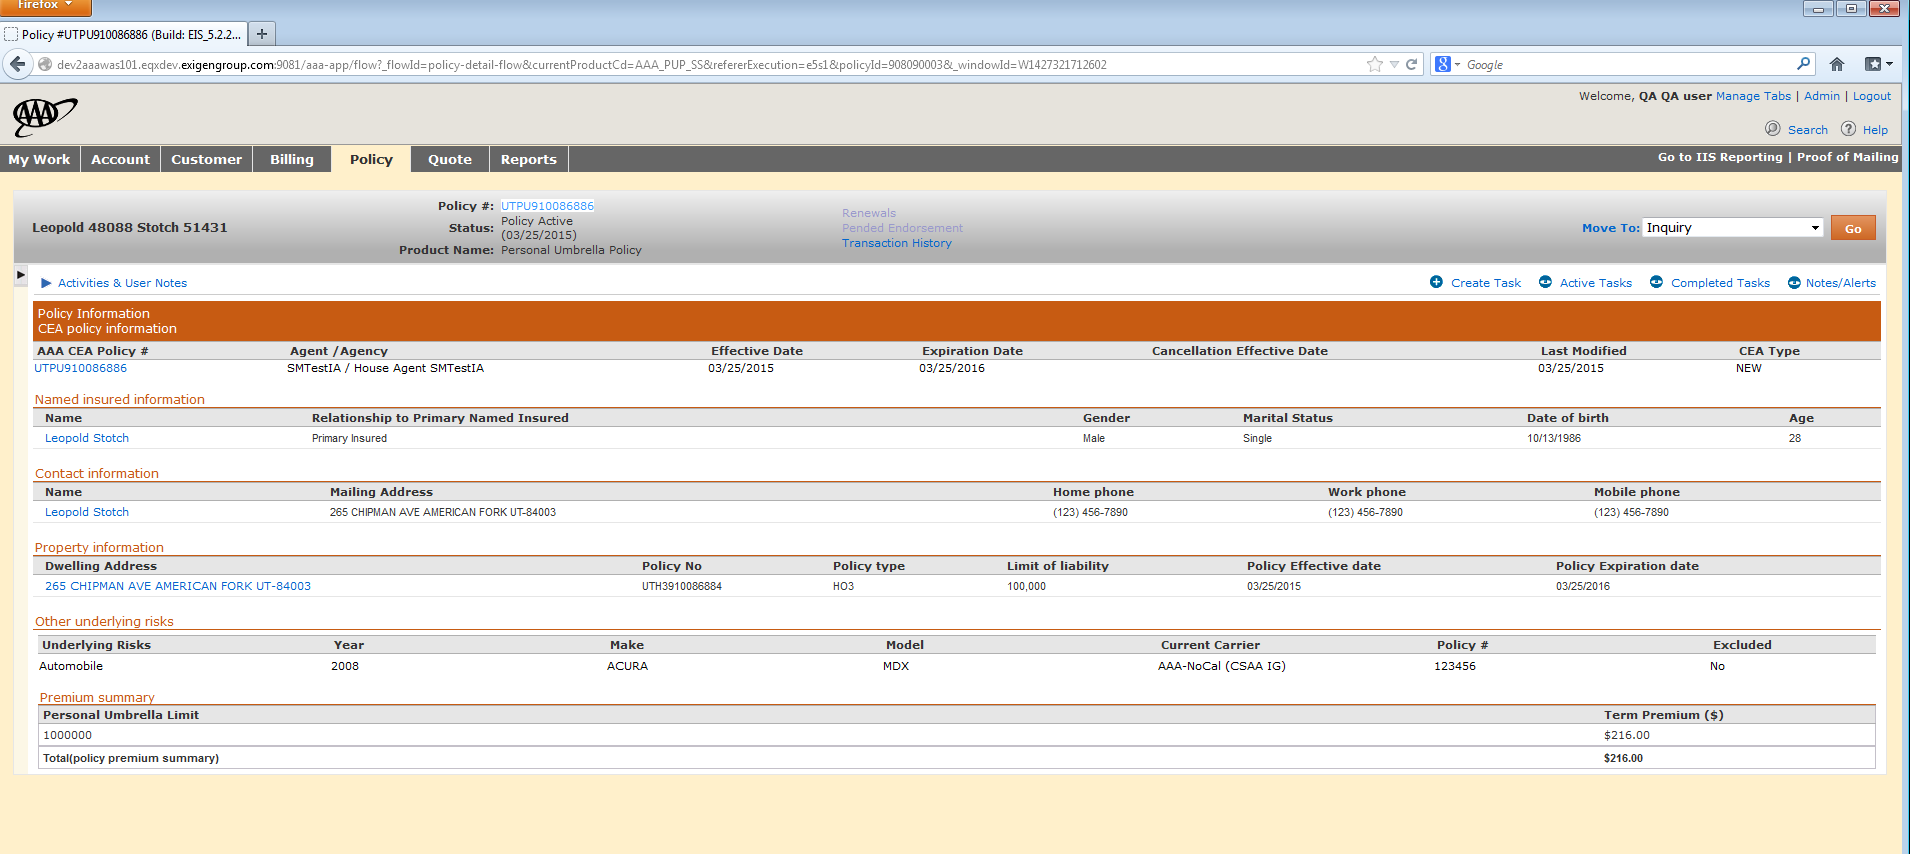 Firefox
Policy #UTPU910086886 (Build: EIS_5.2.2...
dev2aaawas101.eqxdev.exigengroup.com:9081/aaa-app/flow?_flowId=policy-detail-flow&currentProductCd=AAA_PUP_SS&refererExecution=e5s1&policyId=908090003&_windowId=W1427321712602
Google
AAA
Welcome, QA QA user Manage Tabs | Admin | Logout
Search Help
My Work Account Customer Billing Policy Quote Reports Go to IIS Reporting | Proof of Mailing
Leopold 48088 Stotch 51431
Policy #: UTPU910086886
Status: Policy Active
(03/25/2015)
Product Name: Personal Umbrella Policy
Renewals
Pended Endorsement
Transaction History
Move To: Inquiry Go
Activities & User Notes Create Task Active Tasks Completed Tasks Notes/Alerts
Policy Information
CEA policy information
AAA CEA Policy # Agent /Agency Effective Date Expiration Date Cancellation Effective Date Last Modified CEA Type
UTPU910086886 SMTestIA / House Agent SMTestIA 03/25/2015 03/25/2016 03/25/2015 NEW
Named insured information
Name Relationship to Primary Named Insured Gender Marital Status Date of birth Age
Leopold Stotch Primary Insured Male Single 10/13/1986 28
Contact information
Name Mailing Address Home phone Work phone Mobile phone
Leopold Stotch 265 CHIPMAN AVE AMERICAN FORK UT-84003 (123) 456-7890 (123) 456-7890 (123) 456-7890
Property information
Dwelling Address Policy No Policy type Limit of liability Policy Effective date Policy Expiration date
265 CHIPMAN AVE AMERICAN FORK UT-84003 UTH3910086884 HO3 100,000 03/25/2015 03/25/2016
Other underlying risks
Underlying Risks Year Make Model Current Carrier Policy # Excluded
Automobile 2008 ACURA MDX AAA-NoCal (CSAA IG) 123456 No
Premium summary
Personal Umbrella Limit Term Premium ($)
1000000 $216.00
Total(policy premium summary) $216.00